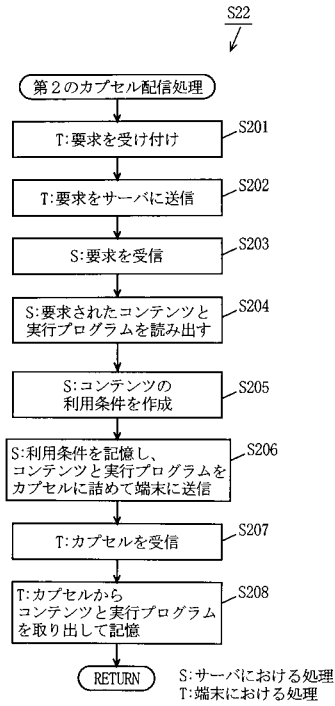 S22
第2のカプセル配信処理
T:要求を受け付け
S201
T:要求をサーバに送信
S202
S:要求を受信
S203
S:要求されたコンテンツと
実行プログラムを読み出す
S204
S:コンテンツの
利用条件を作成
S205
S:利用条件を記憶し、
コンテンツと実行プログラムを
カプセルに詰めて端末に送信
S206
T:カプセルを受信
S207
T:カプセルから
コンテンツと実行プログラム
を取り出して記憶
S208
RETURN
S:サーバにおける処理
T:端末における処理